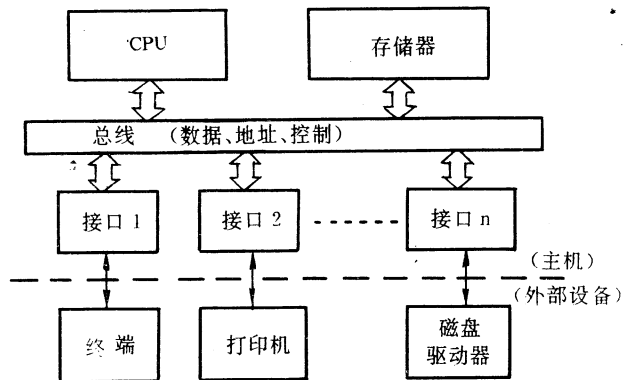 CPU
存储器
总线 (数据、地址、控制)
接口 1
接口 2
接口 n
(主机)
(外部设备)
终端
打印机
磁盘
驱动器